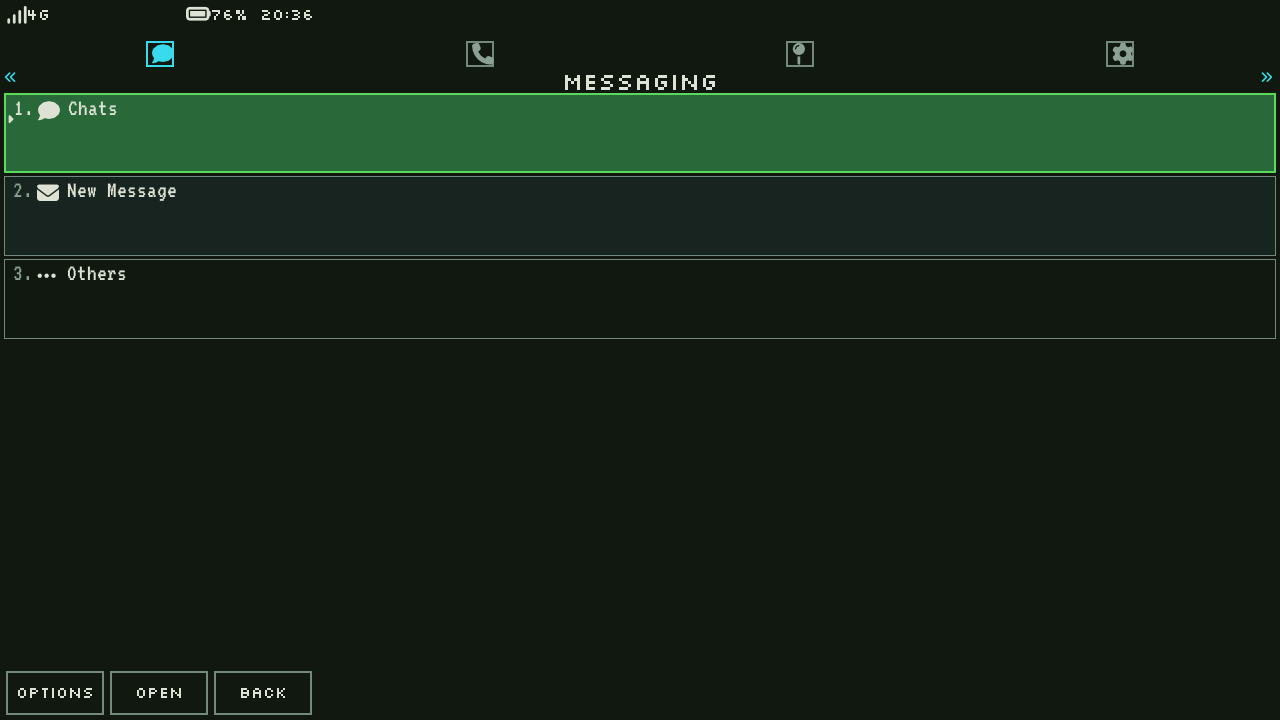 4G 76% 20:36
« »
MESSAGING
1. Chats
2. New Message
3. Others
OPTIONS OPEN BACK